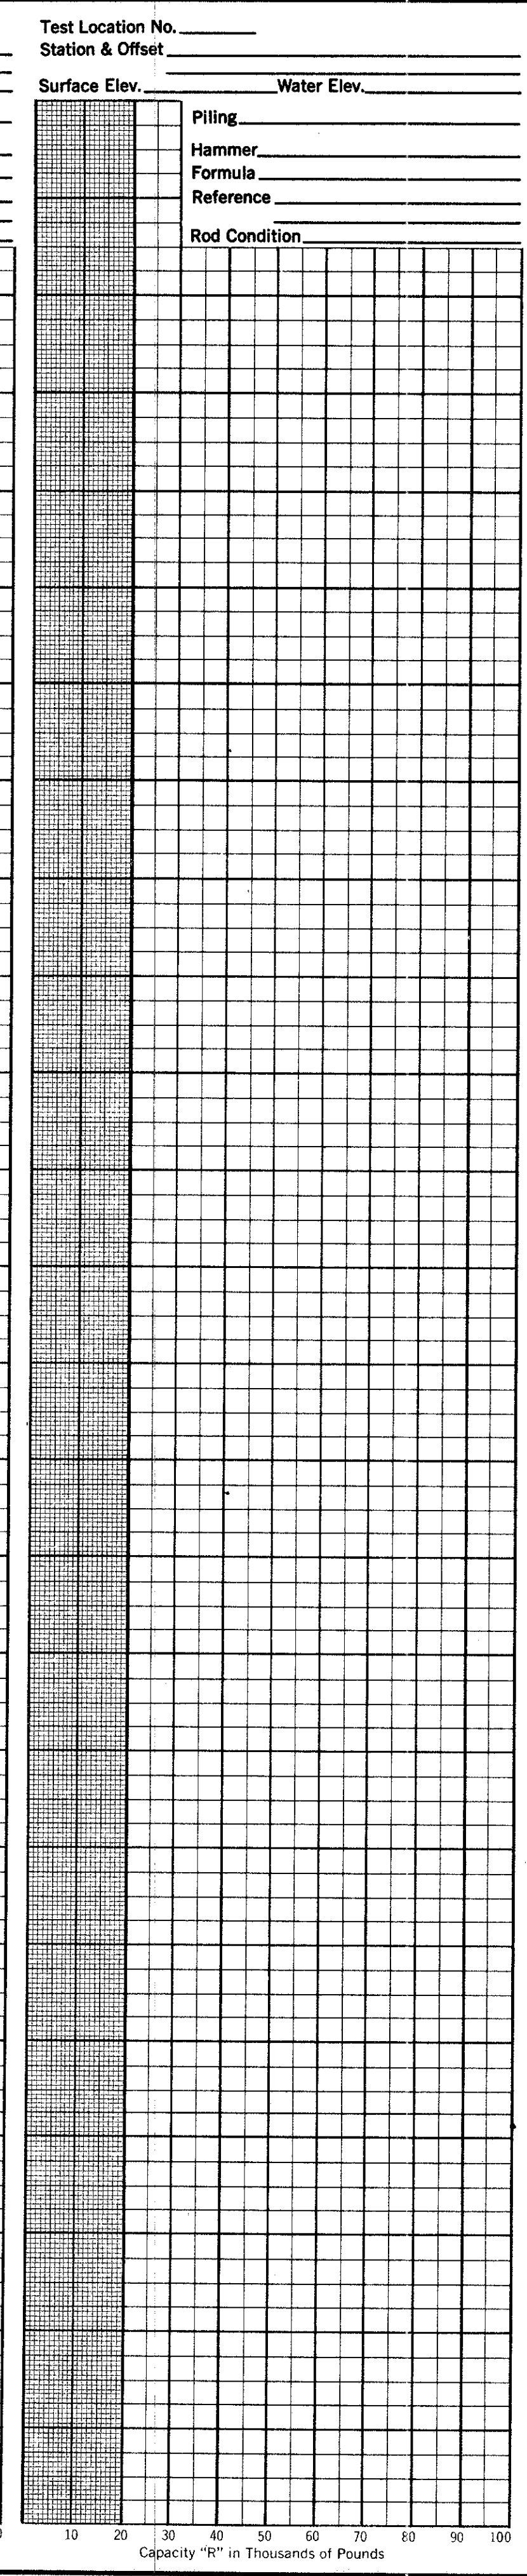 Test Location No.
Station & Offset
Surface Elev. Water Elev.
Piling
Hammer
Formula
Reference
Rod Condition
10 20 30 40 50 60 70 80 90 100
Capacity "R" in Thousands of Pounds